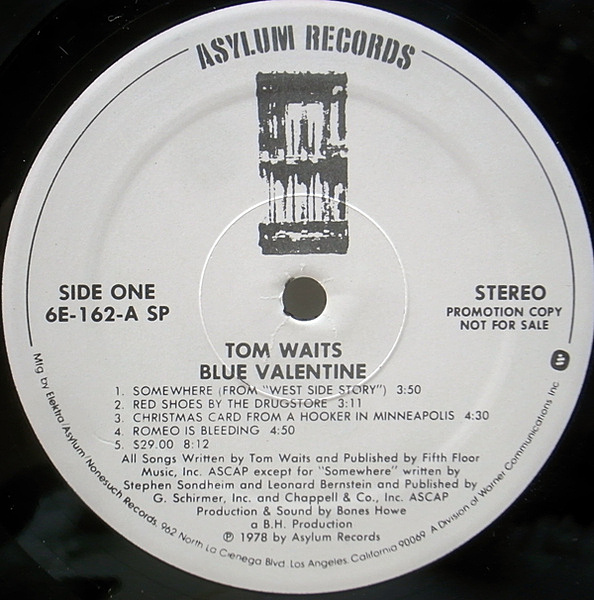 ASYLUM RECORDS
SIDE ONE
6E-162-A SP
STEREO
PROMOTION COPY
NOT FOR SALE
TOM WAITS
BLUE VALENTINE
1. SOMEWHERE (FROM "WEST SIDE STORY") 3:50
2. RED SHOES BY THE DRUGSTORE 3:11
3. CHRISTMAS CARD FROM A HOOKER IN MINNEAPOLIS 4:30
4. ROMEO IS BLEEDING 4:50
5. $29.00 8:12
All Songs Written by Tom Waits and Published by Fifth Floor
Music, Inc. ASCAP except for "Somewhere" written by
Stephen Sondheim and Leonard Bernstein and Published by
G. Schirmer, Inc. and Chappell & Co., Inc. ASCAP
Production & Sound by Bones Howe
a B.H. Production
℗ 1978 by Asylum Records
Mfg by Elektra/Asylum/Nonesuch Records, 962 North La Cienega Blvd. Los Angeles, California 90069. A Division of Warner Communications Inc